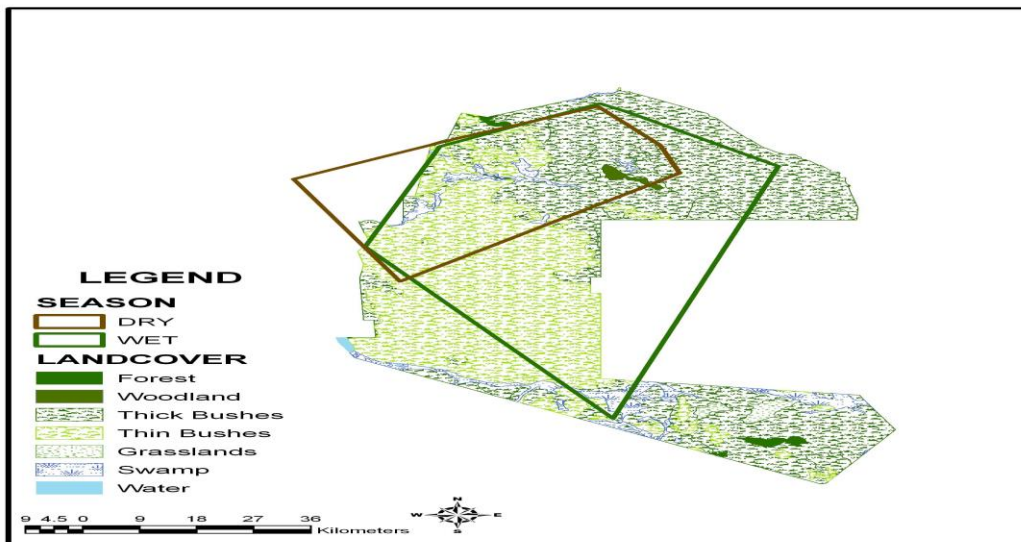 LEGEND
SEASON
DRY
WET
LANDCOVER
Forest
Woodland
Thick Bushes
Thin Bushes
Grasslands
Swamp
Water
9 4.5 0 9 18 27 36
Kilometers
N
W E
S